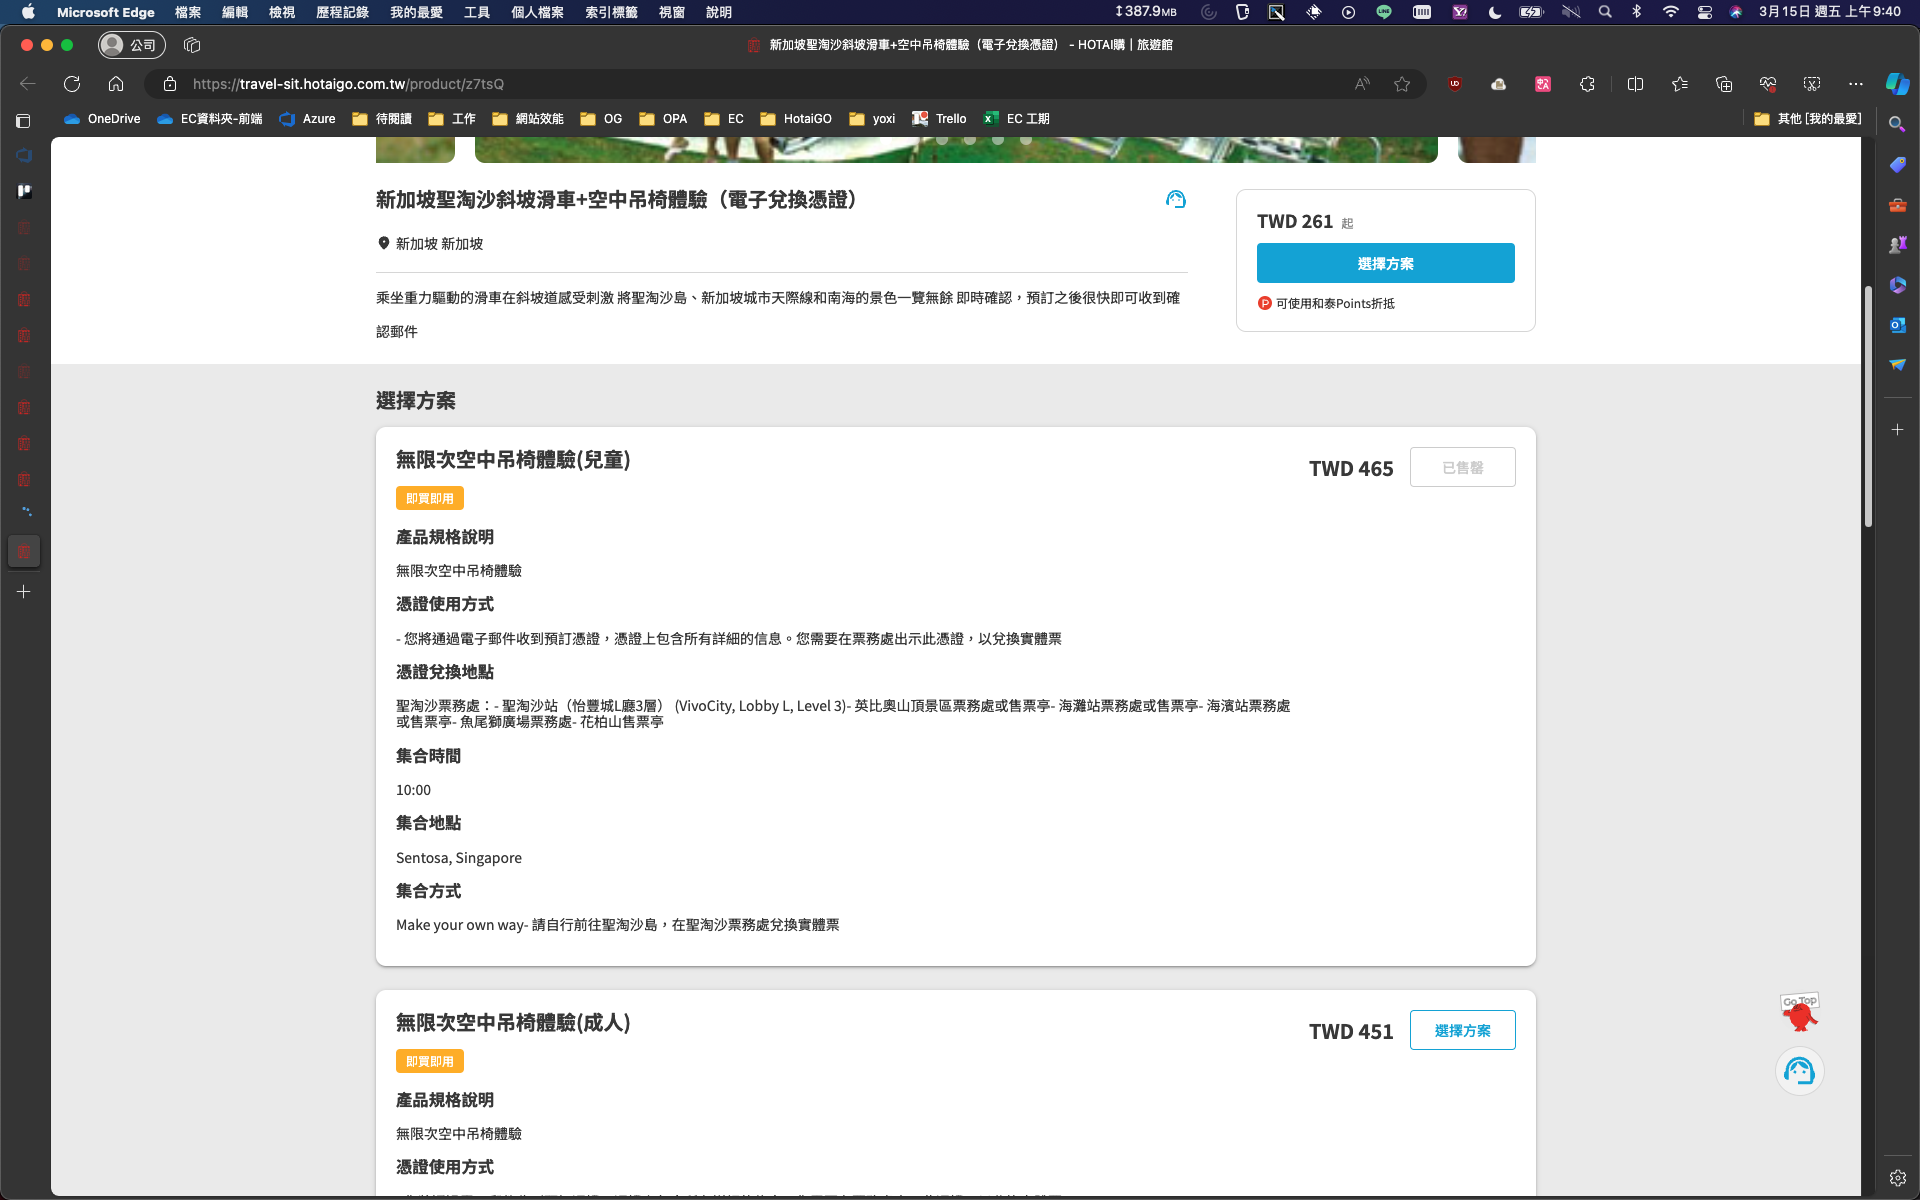 Microsoft Edge 檔案 編輯 檢視 歷程記錄 我的最愛 工具 個人檔案 索引標籤 視窗 說明 387.9MB 3月15日 週五 上午9:40
公司 新加坡聖淘沙斜坡滑車+空中吊椅體驗（電子兌換憑證） - HOTAI購 | 旅遊館
https://travel-sit.hotaigo.com.tw/product/z7tsQ
OneDrive EC資料夾-前端 Azure 待閱讀 工作 網站效能 OG OPA EC HotaiGO yoxi Trello EC 工期 其他 [我的最愛]
新加坡聖淘沙斜坡滑車+空中吊椅體驗（電子兌換憑證）
新加坡 新加坡
乘坐重力驅動的滑車在斜坡道感受刺激 將聖淘沙島、新加坡城市天際線和南海的景色一覽無餘 即時確認，預訂之後很快即可收到確
認郵件
TWD 261 起
選擇方案
可使用和泰Points折抵
選擇方案
無限次空中吊椅體驗(兒童)
TWD 465 已售罄
即買即用
產品規格說明
無限次空中吊椅體驗
憑證使用方式
- 您將通過電子郵件收到預訂憑證，憑證上包含所有詳細的信息。您需要在票務處出示此憑證，以兌換實體票
憑證兌換地點
聖淘沙票務處：- 聖淘沙站（怡豐城L廳3層） (VivoCity, Lobby L, Level 3)- 英比奧山頂景區票務處或售票亭- 海灘站票務處或售票亭- 海濱站票務處
或售票亭- 魚尾獅廣場票務處- 花柏山售票亭
集合時間
10:00
集合地點
Sentosa, Singapore
集合方式
Make your own way- 請自行前往聖淘沙島，在聖淘沙票務處兌換實體票
無限次空中吊椅體驗(成人)
TWD 451 選擇方案
即買即用
產品規格說明
無限次空中吊椅體驗
憑證使用方式
Go Top